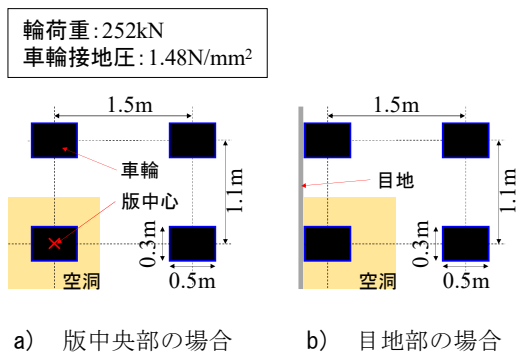 輪荷重:252kN
車輪接地圧:1.48N/mm²
1.5m
車輪
版中心
1.1m
0.3m
0.5m
空洞
a) 版中央部の場合
1.5m
目地
1.1m
0.3m
0.5m
空洞
b) 目地部の場合